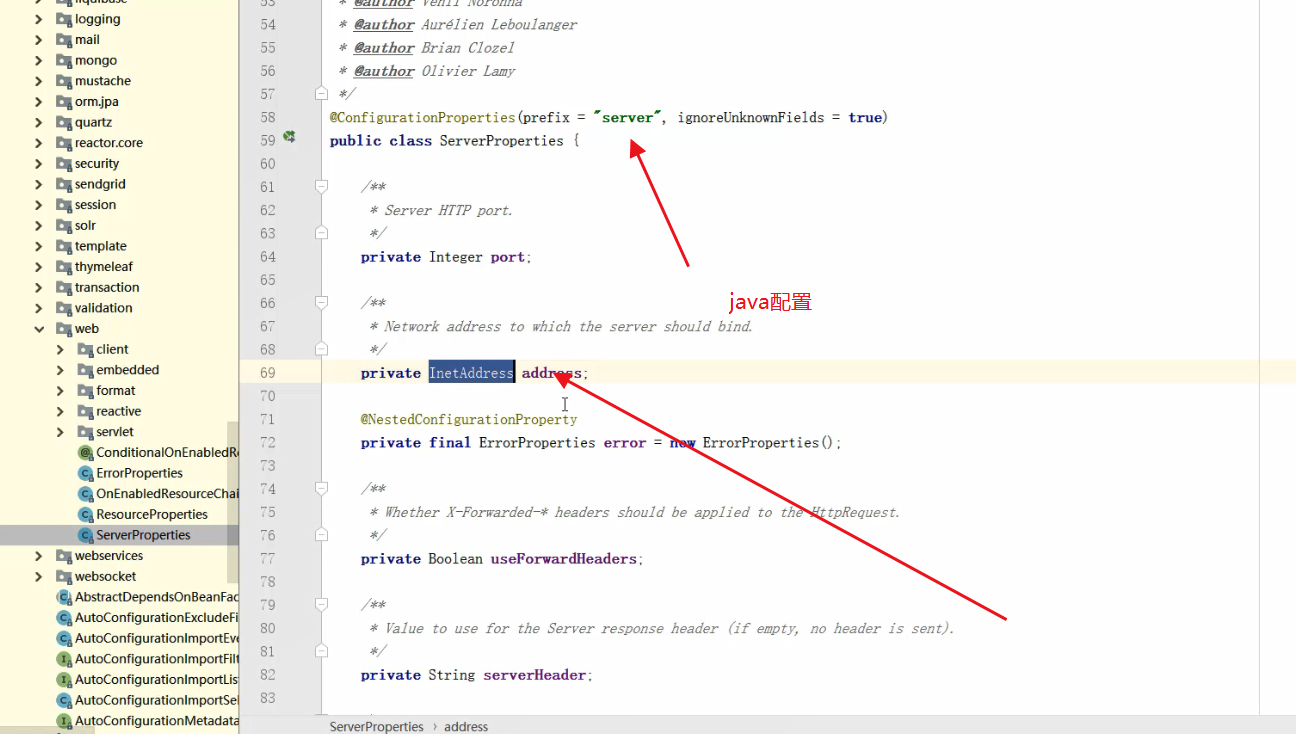 liquibase
logging
mail
mongo
mustache
orm.jpa
quartz
reactor.core
security
sendgrid
session
solr
template
thymeleaf
transaction
validation
web
client
embedded
format
reactive
servlet
ConditionalOnEnabledRe
ErrorProperties
OnEnabledResourceChai
ResourceProperties
ServerProperties
webservices
websocket
AbstractDependsOnBeanFac
AutoConfigurationExcludeFi
AutoConfigurationImportEve
AutoConfigurationImportFilt
AutoConfigurationImportList
AutoConfigurationImportSel
AutoConfigurationMetadata
53 * @author Venil Noronha
54 * @author Aurélien Leboulanger
55 * @author Brian Clozel
56 * @author Olivier Lamy
57 */
58 @ConfigurationProperties(prefix = "server", ignoreUnknownFields = true)
59 public class ServerProperties {
60
61 /**
62 * Server HTTP port.
63 */
64 private Integer port;
65
66 /**
java配置
67 * Network address to which the server should bind.
68 */
69 private InetAddress address;
70
71 @NestedConfigurationProperty
72 private final ErrorProperties error = new ErrorProperties();
73
74 /**
75 * Whether X-Forwarded-* headers should be applied to the HttpRequest.
76 */
77 private Boolean useForwardHeaders;
78
79 /**
80 * Value to use for the Server response header (if empty, no header is sent).
81 */
82 private String serverHeader;
83
ServerProperties › address